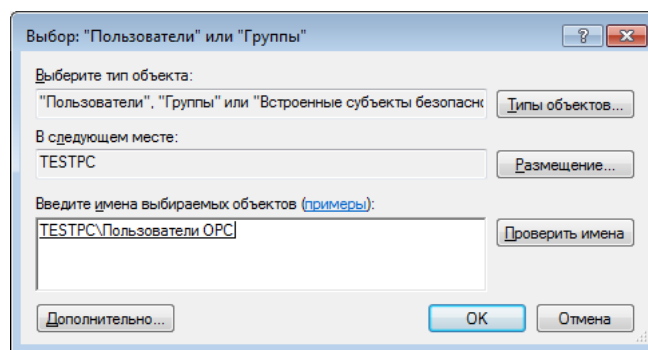 Выбор: "Пользователи" или "Группы"
Выберите тип объекта:
"Пользователи", "Группы" или "Встроенные субъекты безопасно
Типы объектов...
В следующем месте:
TESTPC
Размещение...
Введите имена выбираемых объектов (примеры):
TESTPC\Пользователи OPC
Проверить имена
Дополнительно...
OK
Отмена